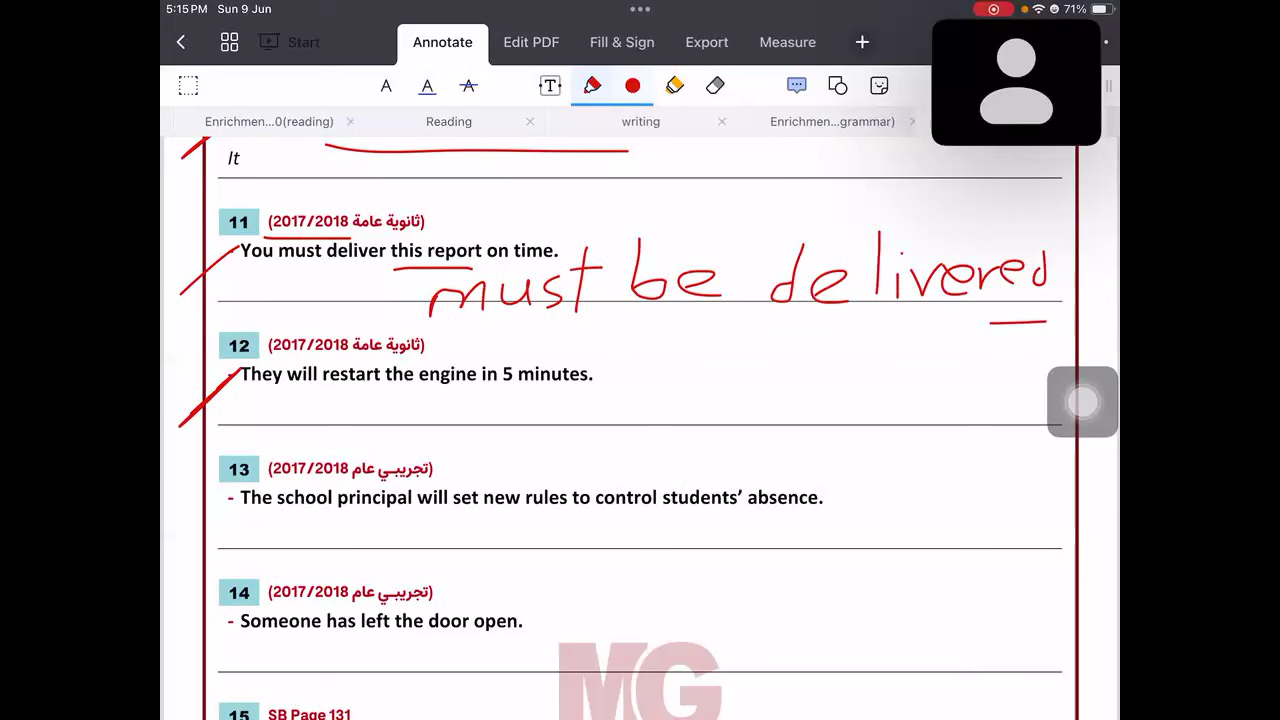 5:15 PM Sun 9 Jun
71%
Start
Annotate
Edit PDF
Fill & Sign
Export
Measure
A A A T
Enrichmen...0(reading)
Reading
writing
Enrichmen...grammar)
It
11 (ثانوية عامة 2017/2018)
- You must deliver this report on time.
must be delivered
12 (ثانوية عامة 2017/2018)
- They will restart the engine in 5 minutes.
13 (تجريبي عام 2017/2018)
- The school principal will set new rules to control students’ absence.
14 (تجريبي عام 2017/2018)
- Someone has left the door open.
MG
15 SB Page 131